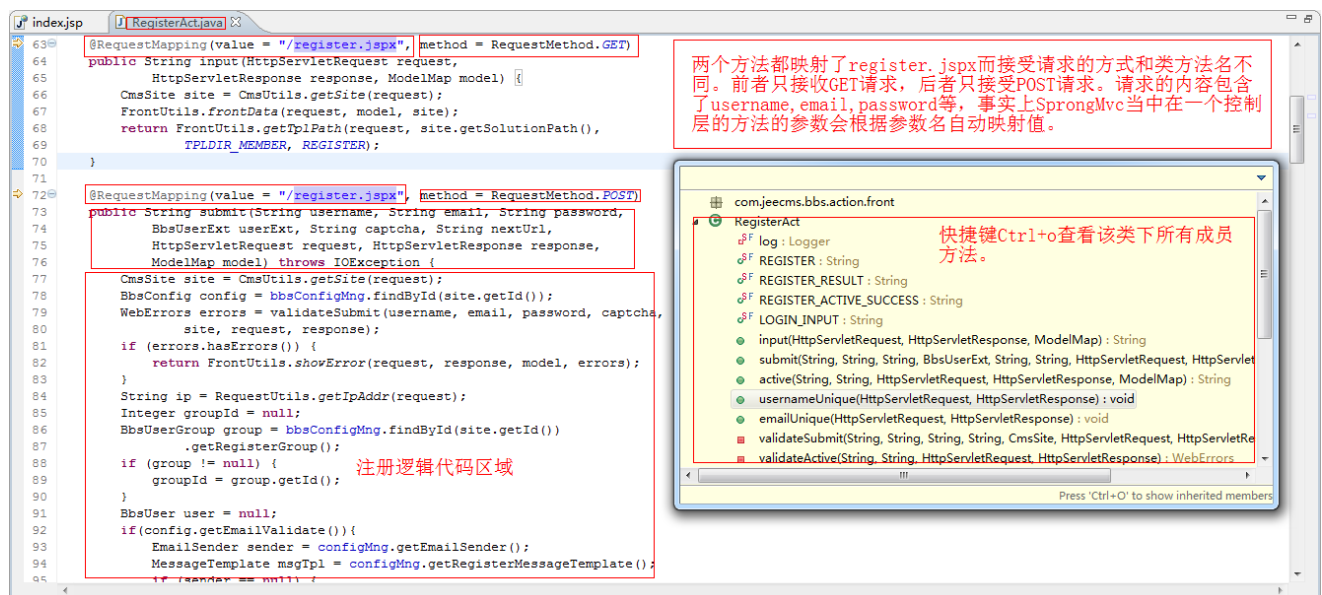 index.jsp
RegisterAct.java
63 @RequestMapping(value = "/register.jspx", method = RequestMethod.GET)
64 public String input(HttpServletRequest request,
65 HttpServletResponse response, ModelMap model) {
66 CmsSite site = CmsUtils.getSite(request);
67 FrontUtils.frontData(request, model, site);
68 return FrontUtils.getTplPath(request, site.getSolutionPath(),
69 TPLDIR_MEMBER, REGISTER);
70 }
71
72 @RequestMapping(value = "/register.jspx", method = RequestMethod.POST)
73 public String submit(String username, String email, String password,
74 BbsUserExt userExt, String captcha, String nextUrl,
75 HttpServletRequest request, HttpServletResponse response,
76 ModelMap model) throws IOException {
77 CmsSite site = CmsUtils.getSite(request);
78 BbsConfig config = bbsConfigMng.findById(site.getId());
79 WebErrors errors = validateSubmit(username, email, password, captcha,
80 site, request, response);
81 if (errors.hasErrors()) {
82 return FrontUtils.showError(request, response, model, errors);
83 }
84 String ip = RequestUtils.getIpAddr(request);
85 Integer groupId = null;
86 BbsUserGroup group = bbsConfigMng.findById(site.getId())
87 .getRegisterGroup();
88 if (group != null) {
89 groupId = group.getId();
90 }
91 BbsUser user = null;
92 if(config.getEmailValidate()){
93 EmailSender sender = configMng.getEmailSender();
94 MessageTemplate msgTpl = configMng.getRegisterMessageTemplate();
95 if (sender == null) {
注册逻辑代码区域
两个方法都映射了register.jspx而接受请求的方式和类方法名不
同。前者只接收GET请求，后者只接受POST请求。请求的内容包含
了username,email,password等，事实上SprongMvc当中在一个控制
层的方法的参数会根据参数名自动映射值。
com.jeecms.bbs.action.front
RegisterAct
log : Logger
REGISTER : String
REGISTER_RESULT : String
REGISTER_ACTIVE_SUCCESS : String
LOGIN_INPUT : String
input(HttpServletRequest, HttpServletResponse, ModelMap) : String
submit(String, String, String, BbsUserExt, String, String, HttpServletRequest, HttpServlet
active(String, String, HttpServletRequest, HttpServletResponse, ModelMap) : String
usernameUnique(HttpServletRequest, HttpServletResponse) : void
emailUnique(HttpServletRequest, HttpServletResponse) : void
validateSubmit(String, String, String, String, CmsSite, HttpServletRequest, HttpServletRe
validateActive(String, String, HttpServletRequest, HttpServletResponse) : WebErrors
快捷键Ctrl+o查看该类下所有成员
方法。
Press 'Ctrl+O' to show inherited members